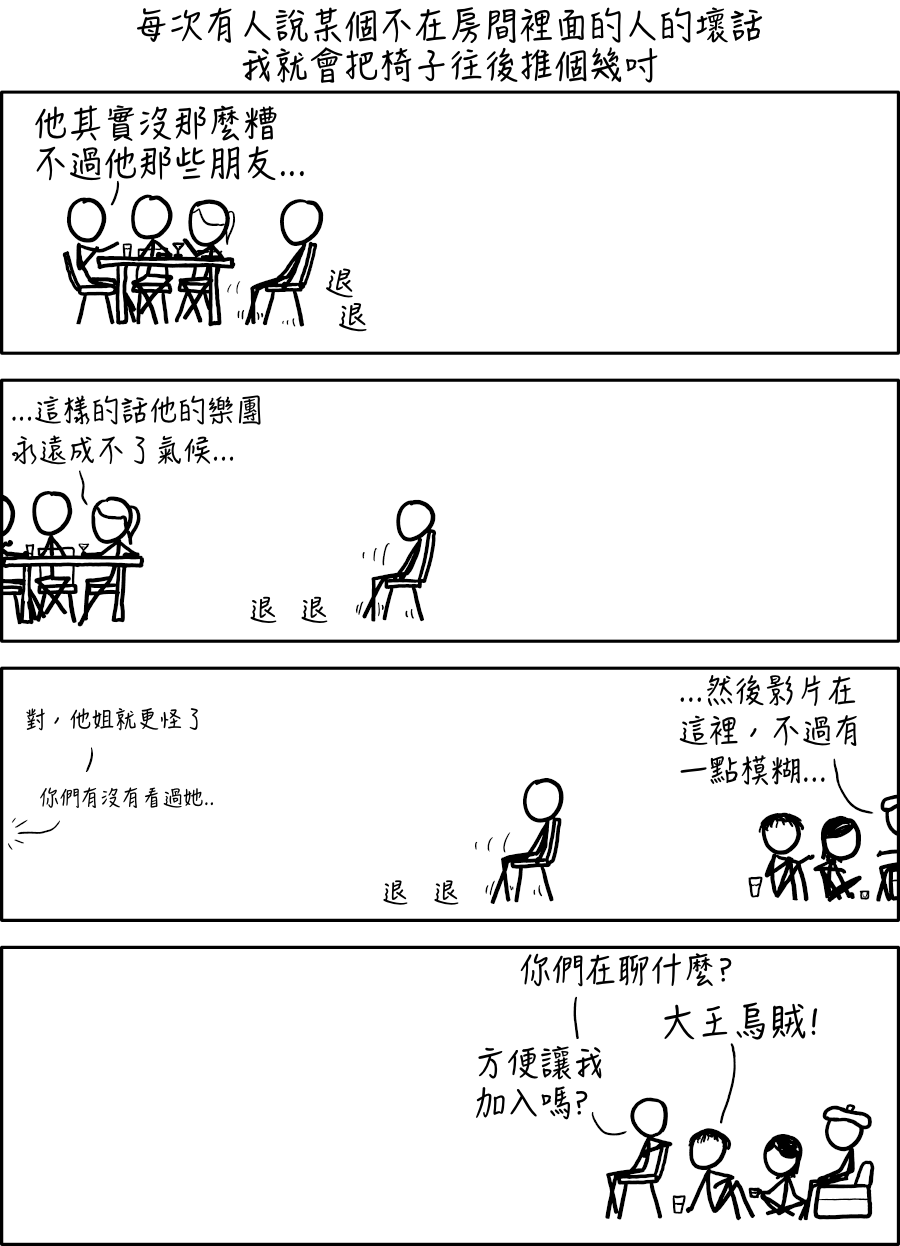 每次有人說某個不在房間裡面的人的壞話
我就會把椅子往後推個幾吋
他其實沒那麼糟
不過他那些朋友...
退
退
...這樣的話他的樂團
永遠成不了氣候...
退 退
對，他姐就更怪了
你們有沒有看過她..
退 退
...然後影片在
這裡，不過有
一點模糊...
你們在聊什麼?
大王烏賊!
方便讓我
加入嗎?